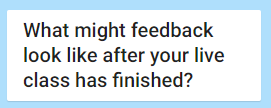 What might feedback
look like after your live
class has finished?